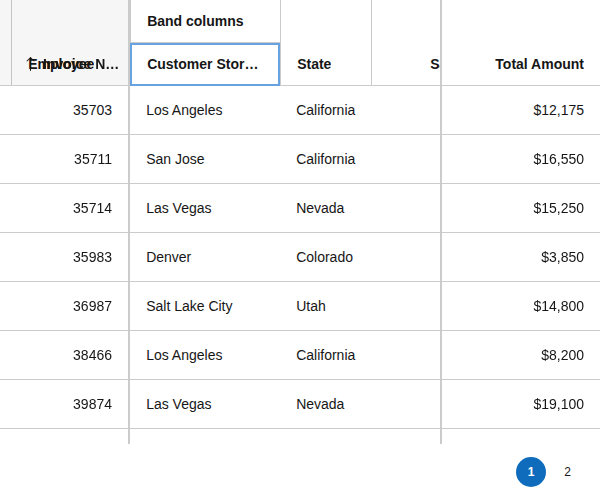 Band columns
Customer Stor… State S Total Amount
35703 Los Angeles California $12,175
35711 San Jose California $16,550
35714 Las Vegas Nevada $15,250
35983 Denver Colorado $3,850
36987 Salt Lake City Utah $14,800
38466 Los Angeles California $8,200
39874 Las Vegas Nevada $19,100
1 2